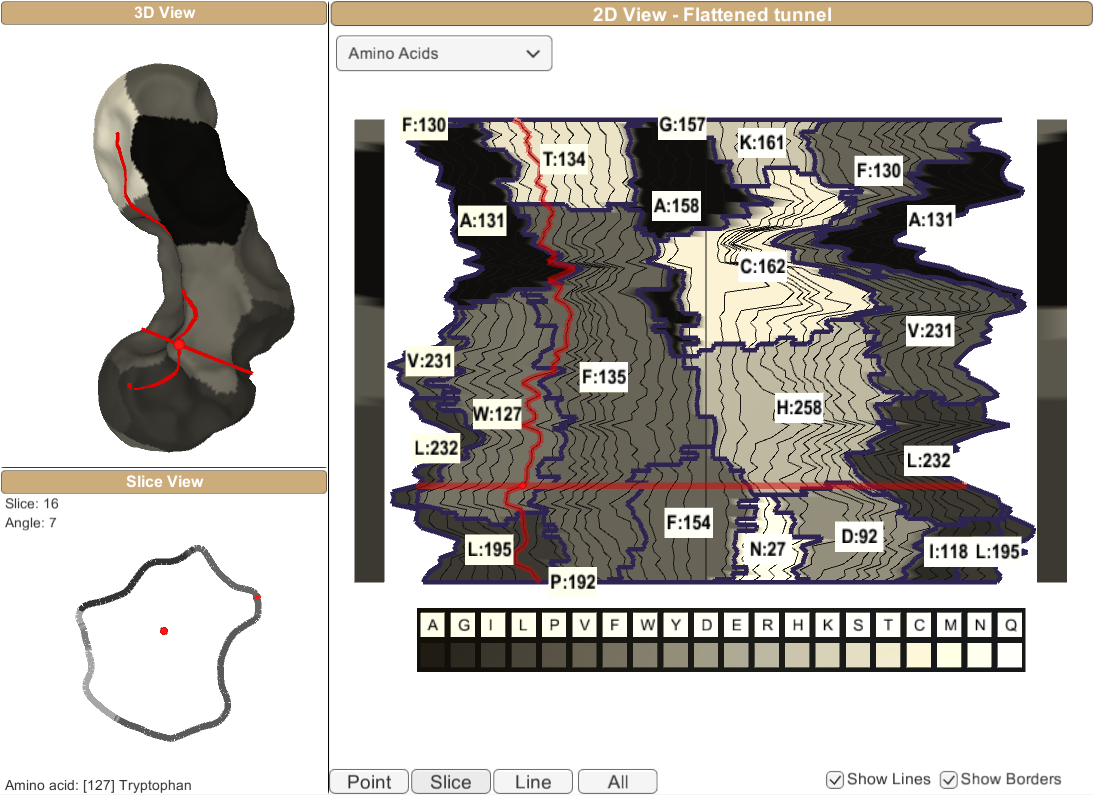 3D View
2D View - Flattened tunnel
Amino Acids
F:130
G:157
K:161
T:134
F:130
A:158
A:131
A:131
C:162
V:231
V:231
F:135
H:258
W:127
L:232
L:232
Slice View
Slice: 16
Angle: 7
F:154
D:92
L:195
N:27
I:118
L:195
P:192
A G I L P V F W Y D E R H K S T C M N Q
Amino acid: [127] Tryptophan
Point
Slice
Line
All
Show Lines
Show Borders